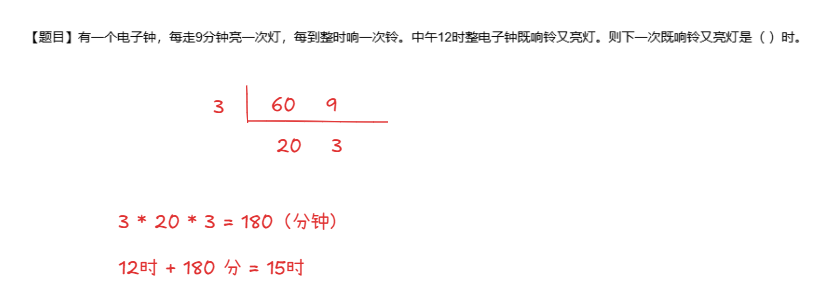 【题目】有一个电子钟，每走9分钟亮一次灯，每到整时响一次铃。中午12时整电子钟既响铃又亮灯。则下一次既响铃又亮灯是（ ）时。
3 60 9
20 3
3 * 20 * 3 = 180（分钟）
12时 + 180 分 = 15时